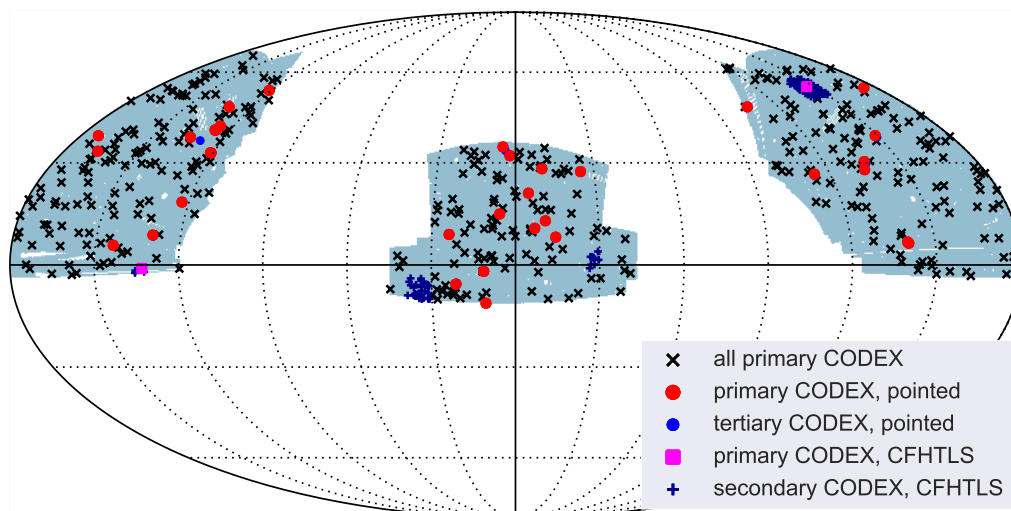 all primary CODEX
primary CODEX, pointed
tertiary CODEX, pointed
primary CODEX, CFHTLS
secondary CODEX, CFHTLS